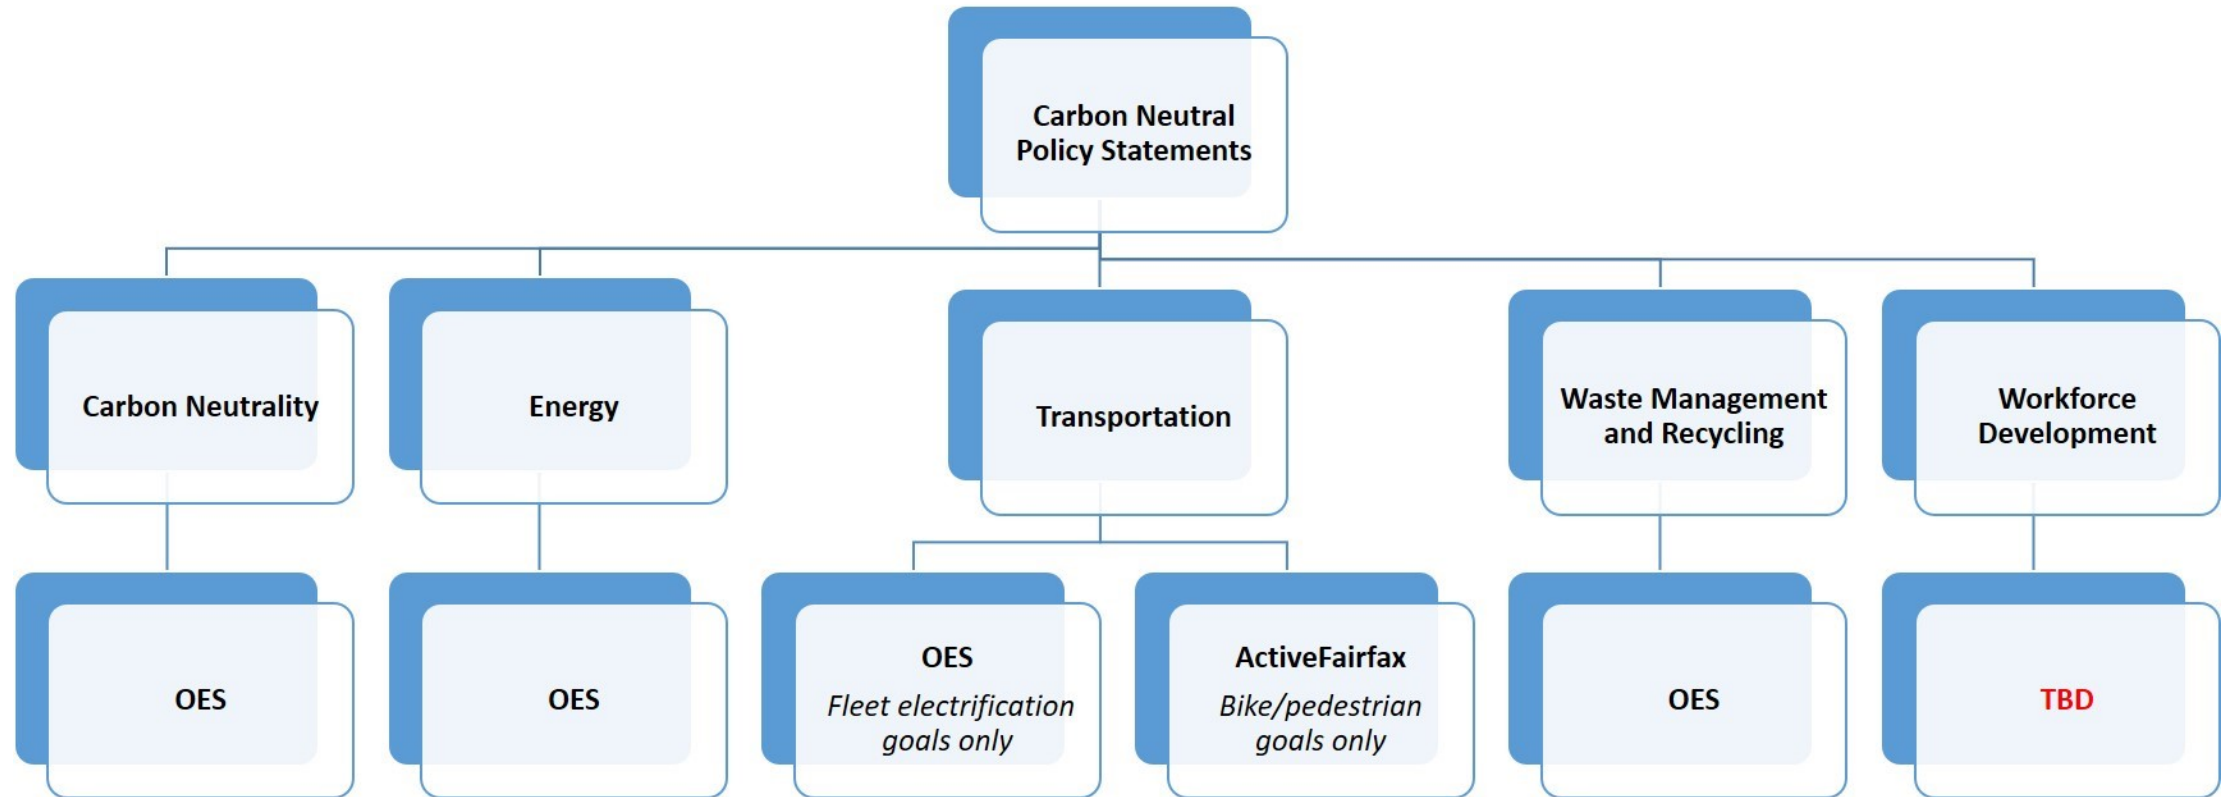 Carbon Neutral
Policy Statements
Carbon Neutrality
Energy
Transportation
Waste Management
and Recycling
Workforce
Development
OES
OES
OES
Fleet electrification
goals only
ActiveFairfax
Bike/pedestrian
goals only
OES
TBD